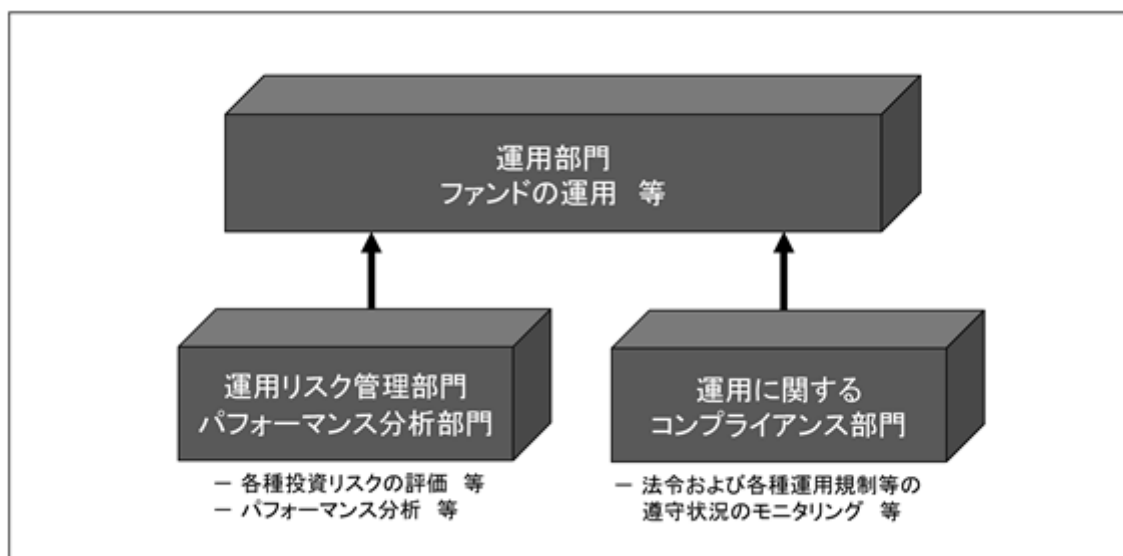 運用部門
ファンドの運用　等
運用リスク管理部門
パフォーマンス分析部門
運用に関する
コンプライアンス部門
－ 各種投資リスクの評価　等
－ パフォーマンス分析　等
－ 法令および各種運用規制等の
遵守状況のモニタリング　等